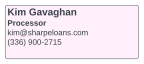 Kim Gavaghan
Processor
kim@sharpeloans.com
(336) 900-2715